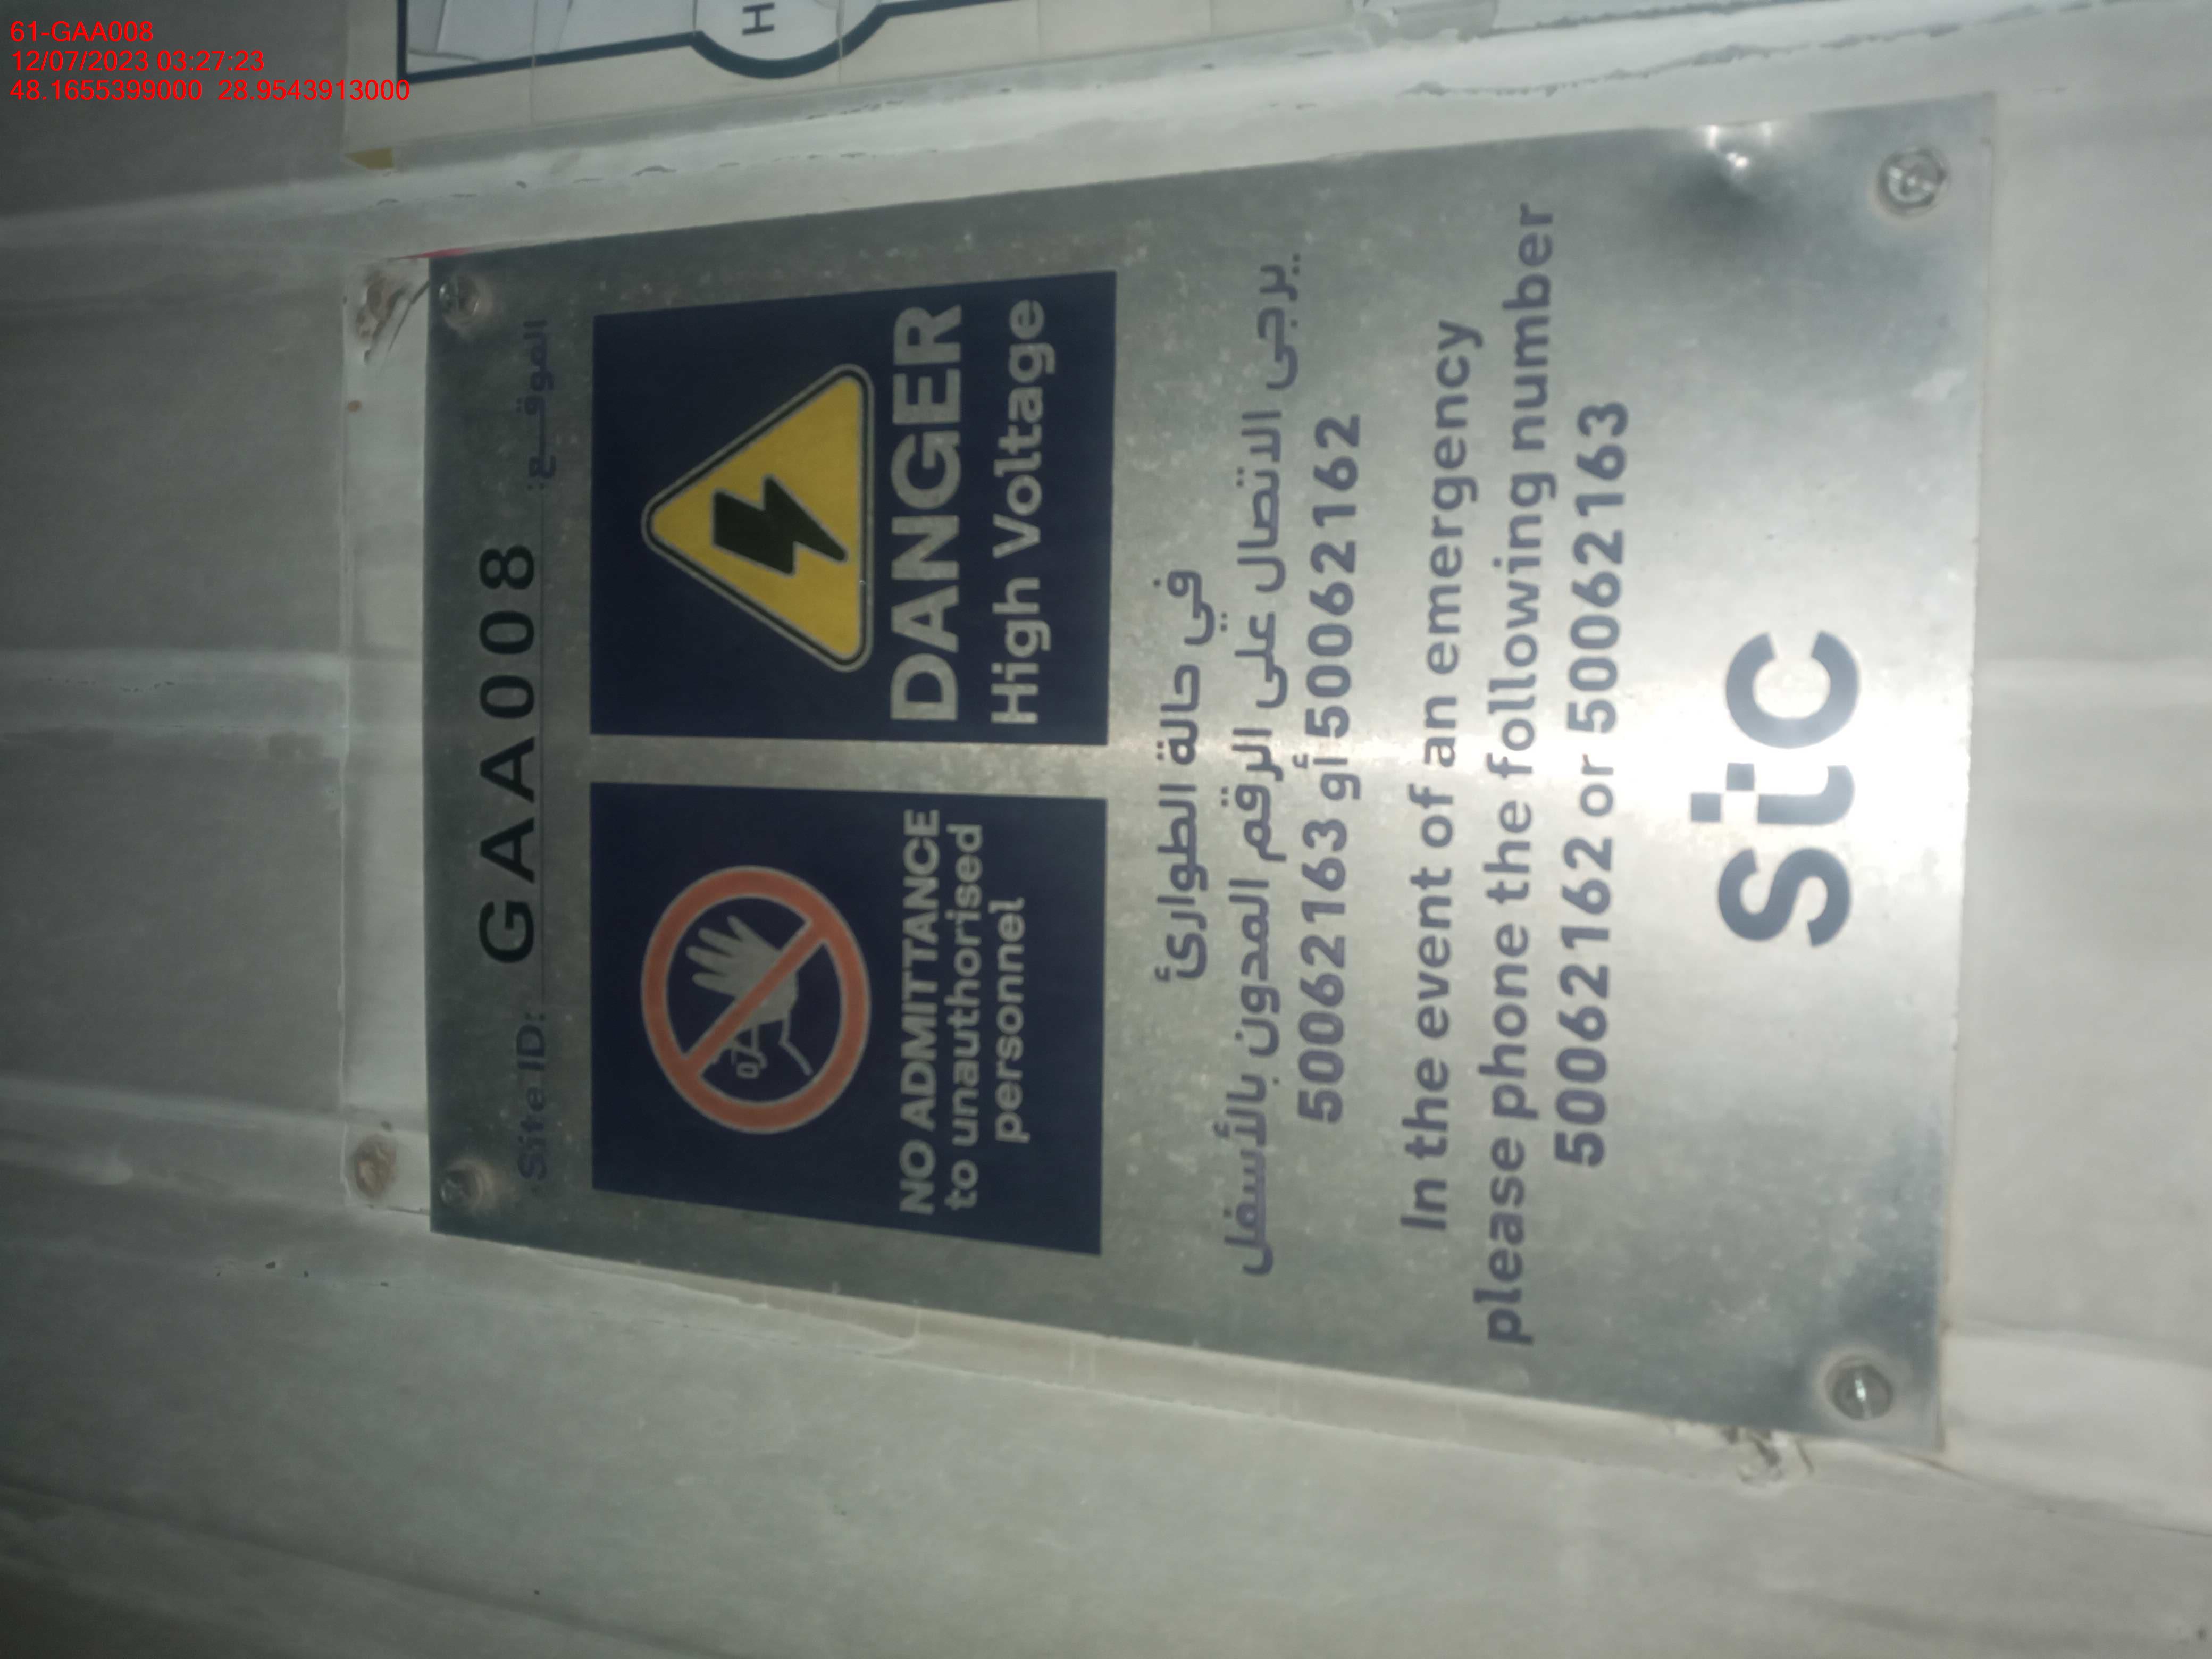 61-GAA008
12/07/2023 03:27:23
48.1655399000 28.9543913000
H
Site ID: GAA008 الموقـــع:
NO ADMITTANCE
to unauthorised
personnel
DANGER
High Voltage
في حالة الطوارئ
يرجى الاتصال على الرقم المدون بالأسفل
50062163 أو 50062162
In the event of an emergency
please phone the following number
50062162 or 50062163
stc